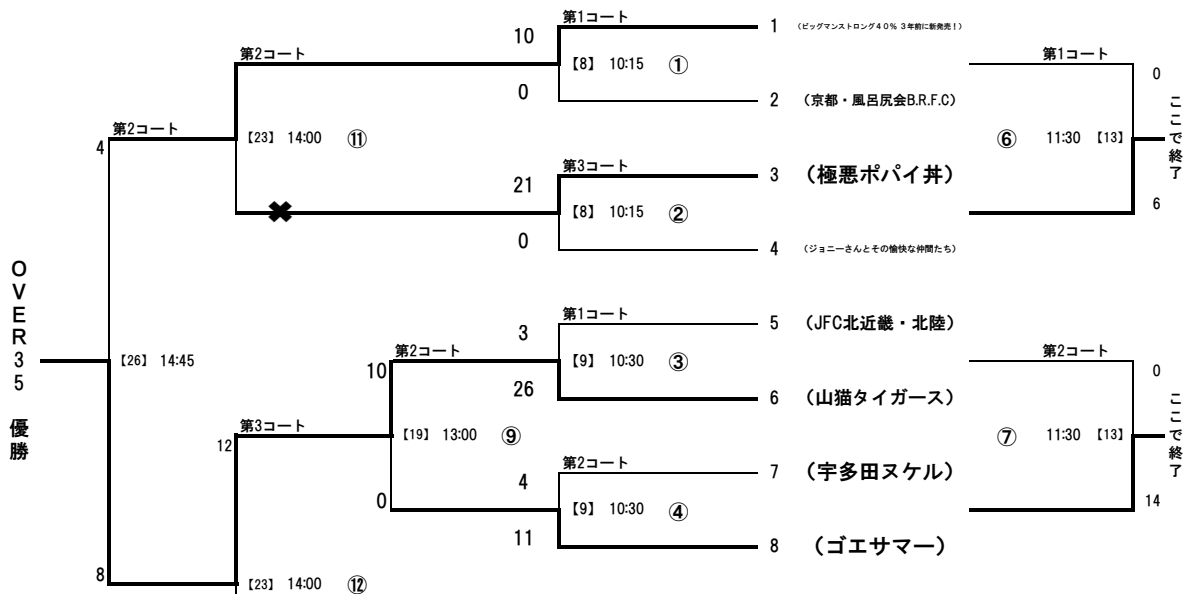 第1コート
10
1
（ビッグマンストロング４０％ ３年前に新発売！）
第2コート
【8】 10:15 ①
第1コート
0
0
2
（京都・風呂尻会B.R.F.C）
第2コート
4
【23】 14:00 ⑪
⑥ 11:30 【13】
ここで終了
第3コート
21
3
（極悪ポパイ丼）
【8】 10:15 ②
6
0
4
（ジョニーさんとその愉快な仲間たち）
第1コート
3
5
（JFC北近畿・北陸）
第2コート
10
【9】 10:30 ③
第2コート
0
OVER35 優勝
【26】 14:45
26
6
（山猫タイガース）
第3コート
12
【19】 13:00 ⑨
⑦ 11:30 【13】
ここで終了
第2コート
4
7
（宇多田ヌケル）
0
【9】 10:30 ④
14
11
8
（ゴエサマー）
8
【23】 14:00 ⑫